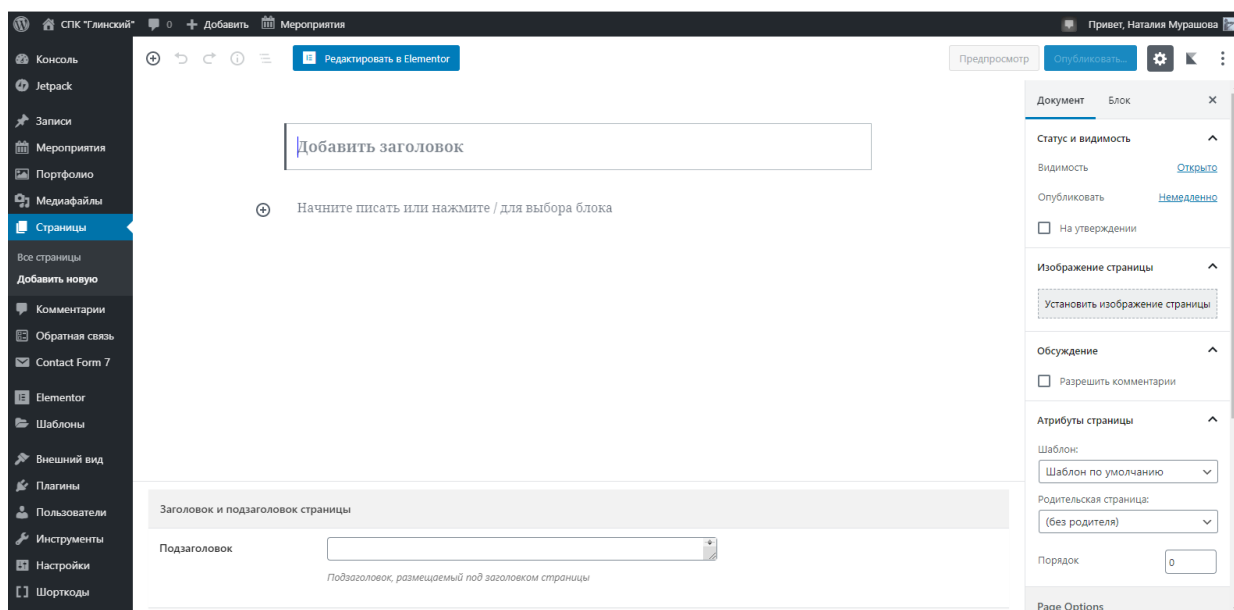 СПК "Глинский" 0 Добавить Мероприятия Привет, Наталия Мурашова
Консоль
Jetpack
Записи
Мероприятия
Портфолио
Медиафайлы
Страницы
Все страницы
Добавить новую
Комментарии
Обратная связь
Contact Form 7
Elementor
Шаблоны
Внешний вид
Плагины
Пользователи
Инструменты
Настройки
Шорткоды
Редактировать в Elementor
Предпросмотр Опубликовать...
Добавить заголовок
Начните писать или нажмите / для выбора блока
Заголовок и подзаголовок страницы
Подзаголовок
Подзаголовок, размещаемый под заголовком страницы
Документ Блок
Статус и видимость
Видимость Открыто
Опубликовать Немедленно
На утверждении
Изображение страницы
Установить изображение страницы
Обсуждение
Разрешить комментарии
Атрибуты страницы
Шаблон:
Шаблон по умолчанию
Родительская страница:
(без родителя)
Порядок 0
Page Options